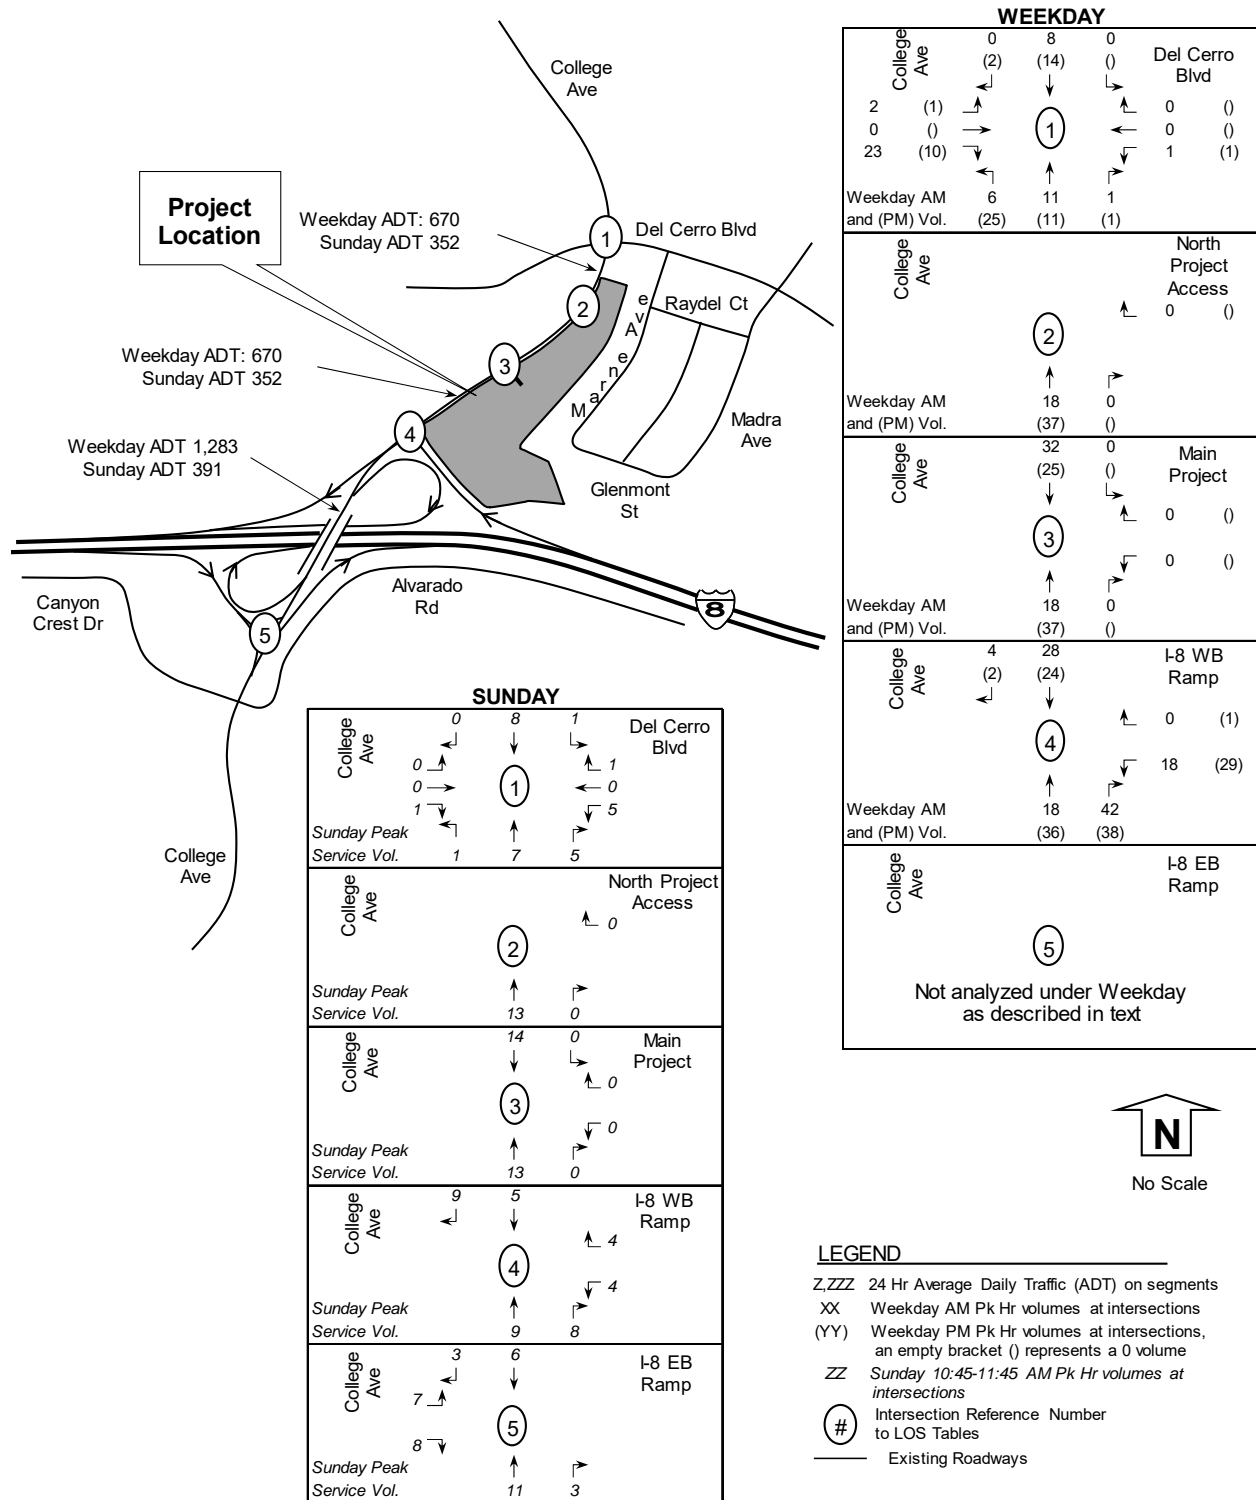 College
Ave
Project
Location
Weekday ADT: 670
Sunday ADT 352
1
Del Cerro Blvd
2
Raydel Ct
Marne Ave
Weekday ADT: 670
Sunday ADT 352
3
4
Madra
Ave
Weekday ADT 1,283
Sunday ADT 391
Glenmont
St
Alvarado
Rd
8
Canyon
Crest Dr
5
College
Ave
WEEKDAY
College
Ave
0 8 0
(2) (14) ()
Del Cerro
Blvd
2 (1)
0 ()
23 (10)
1
0 ()
0 ()
1 (1)
Weekday AM 6 11 1
and (PM) Vol. (25) (11) (1)
College
Ave
North
Project
Access
0 ()
2
Weekday AM 18 0
and (PM) Vol. (37) ()
College
Ave
32 0
(25) ()
Main
Project
0 ()
3
0 ()
Weekday AM 18 0
and (PM) Vol. (37) ()
College
Ave
4 28
(2) (24)
I-8 WB
Ramp
0 (1)
4
18 (29)
Weekday AM 18 42
and (PM) Vol. (36) (38)
College
Ave
I-8 EB
Ramp
5
Not analyzed under Weekday
as described in text
SUNDAY
College
Ave
0 8 1
Del Cerro
Blvd
0
0
1
1
1
0
5
Sunday Peak
Service Vol. 1 7 5
College
Ave
North Project
Access
0
2
Sunday Peak
Service Vol. 13 0
College
Ave
14 0
Main
Project
0
3
0
Sunday Peak
Service Vol. 13 0
College
Ave
9 5
I-8 WB
Ramp
4
4
4
Sunday Peak
Service Vol. 9 8
College
Ave
3 6
I-8 EB
Ramp
7
5
8
Sunday Peak
Service Vol. 11 3
N
No Scale
LEGEND
Z,ZZZ 24 Hr Average Daily Traffic (ADT) on segments
XX Weekday AM Pk Hr volumes at intersections
(YY) Weekday PM Pk Hr volumes at intersections,
an empty bracket () represents a 0 volume
ZZ Sunday 10:45-11:45 AM Pk Hr volumes at
intersections
# Intersection Reference Number
to LOS Tables
Existing Roadways